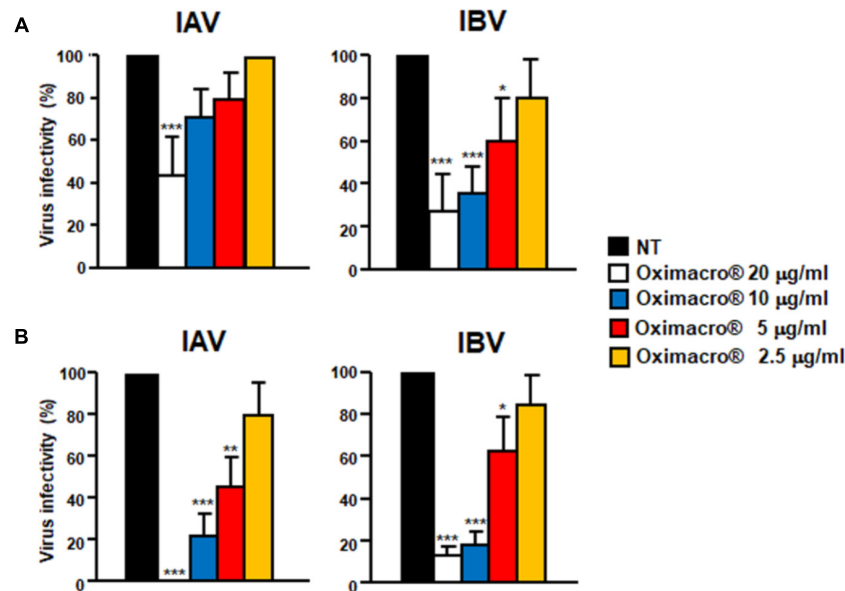 A
IAV
IBV
Virus infectivity (%)
100
80
60
40
20
0
***
100
80
60
40
20
0
***
***
*
NT
Oximacro® 20 µg/ml
Oximacro® 10 µg/ml
Oximacro® 5 µg/ml
Oximacro® 2.5 µg/ml
B
IAV
IBV
Virus infectivity (%)
100
80
60
40
20
0
***
***
**
100
80
60
40
20
0
***
***
*